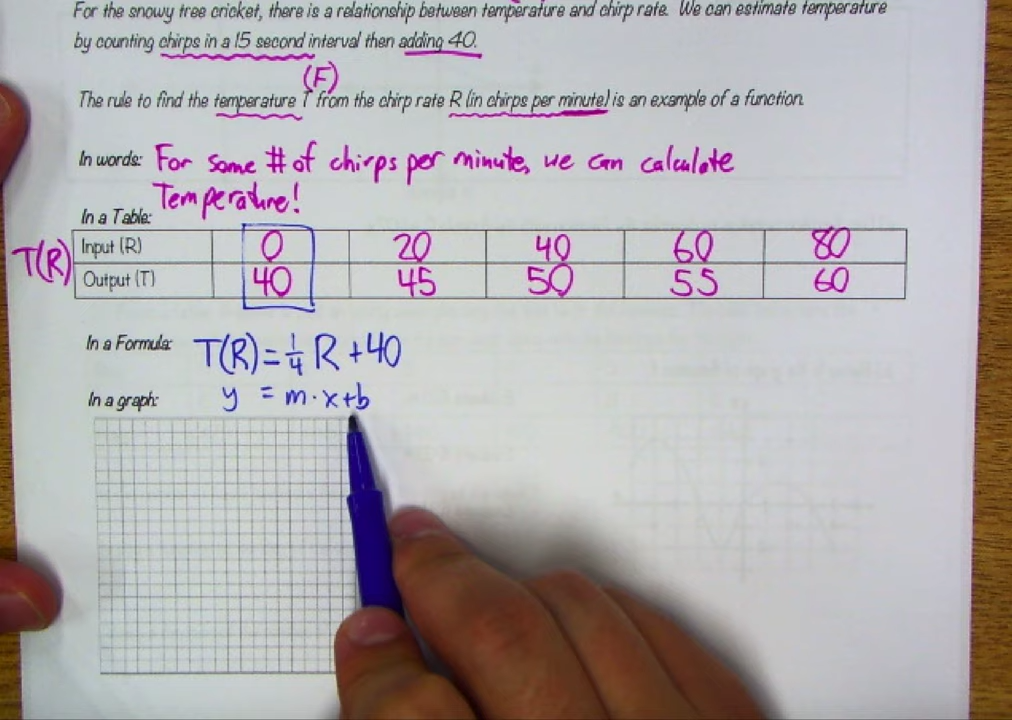 For the snowy tree cricket, there is a relationship between temperature and chirp rate. We can estimate temperature
by counting chirps in a 15 second interval then adding 40.
(F)
The rule to find the temperature T from the chirp rate R (in chirps per minute) is an example of a function.
In words: For some # of chirps per minute, we can calculate
Temperature!
In a Table:
T(R) Input (R) 0 20 40 60 80
Output (T) 40 45 50 55 60
In a Formula: T(R) = 1/4 R + 40
y = m · x + b
In a graph: